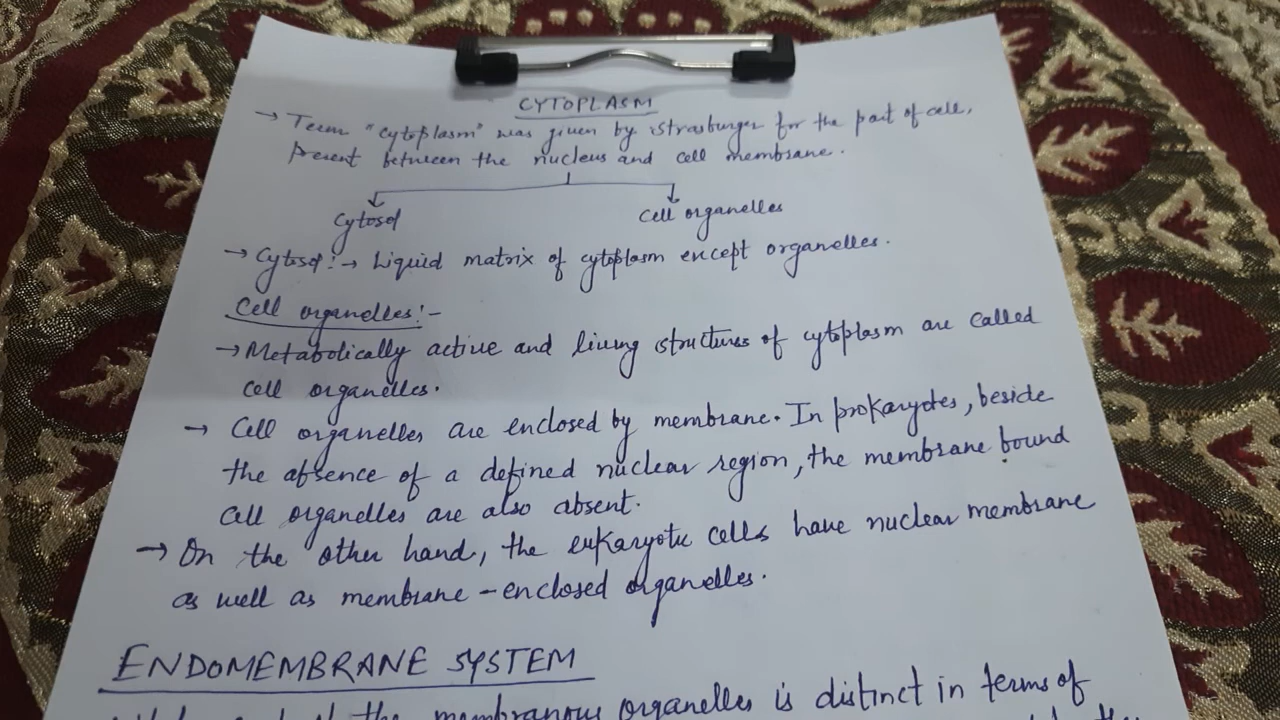 CYTOPLASM
→ Term "cytoplasm" was given by strasburger for the part of cell,
Present between the nucleus and cell membrane.
Cytosol Cell organelles
→ Cytosol:→ Liquid matrix of cytoplasm except organelles.
Cell organelles:-
→ Metabolically active and living structures of cytoplasm are called
cell organelles.
→ Cell organelles are enclosed by membrane. In prokaryotes, beside
the absence of a defined nuclear region, the membrane bound
cell organelles are also absent.
→ On the other hand, the eukaryotic cells have nuclear membrane
as well as membrane-enclosed organelles.
ENDOMEMBRANE SYSTEM
the membranous organelles is distinct in terms of